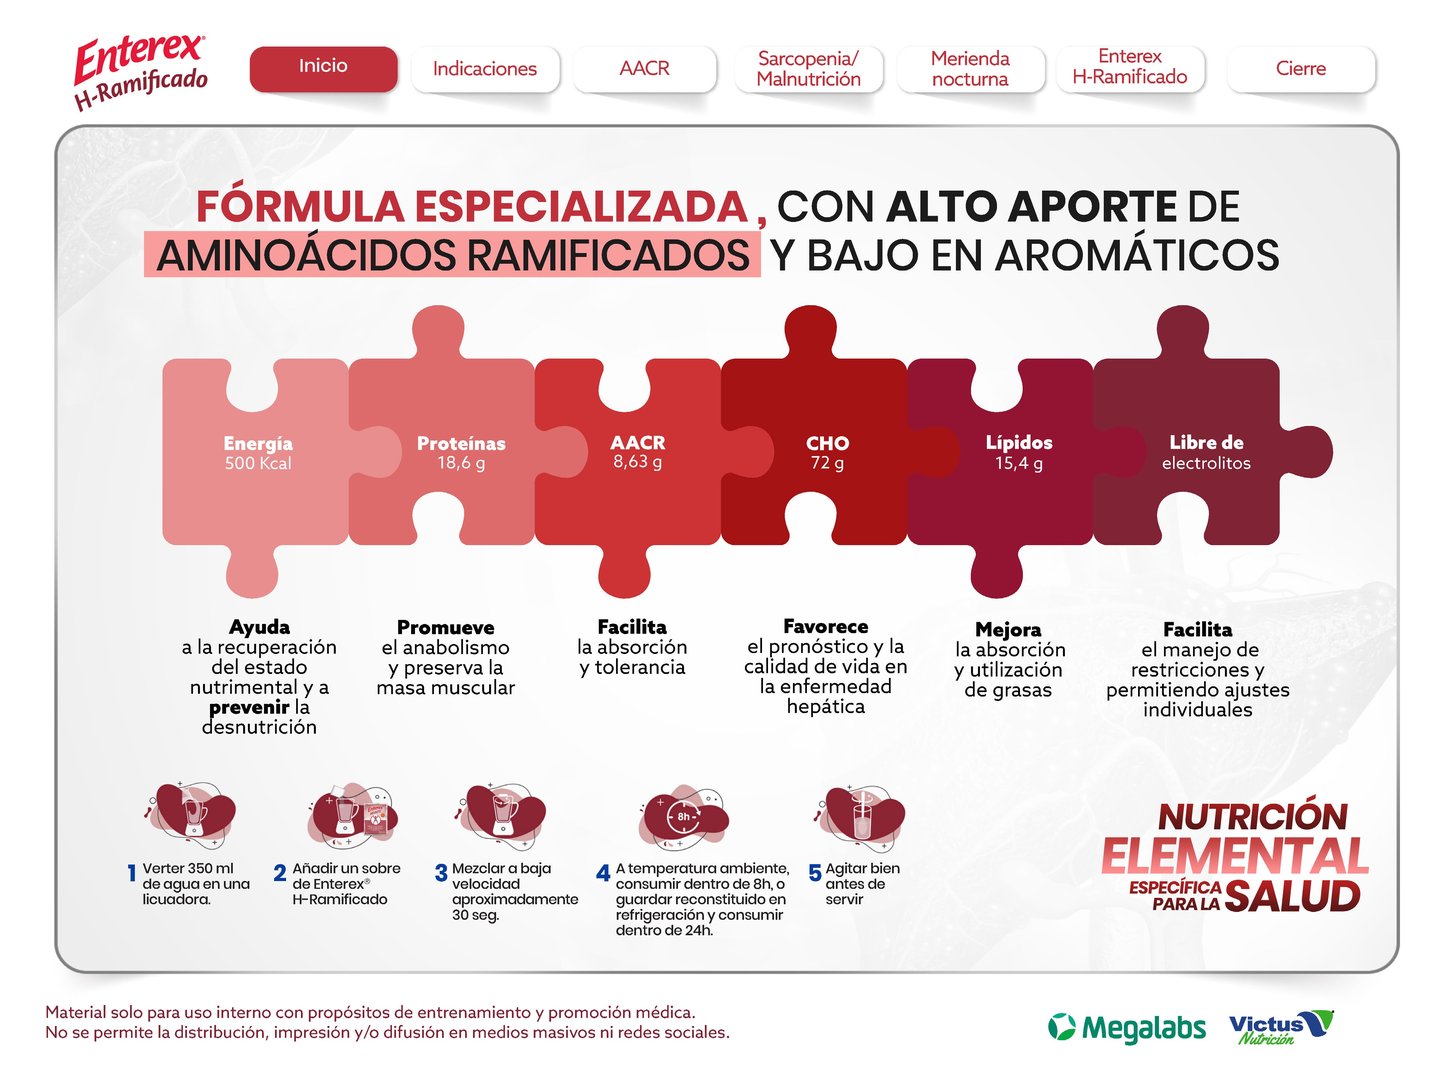 Enterex®
H-Ramificado
Inicio
Indicaciones
AACR
Sarcopenia/
Malnutrición
Merienda
nocturna
Enterex
H-Ramificado
Cierre
FÓRMULA ESPECIALIZADA, CON ALTO APORTE DE
AMINOÁCIDOS RAMIFICADOS Y BAJO EN AROMÁTICOS
Energía
500 Kcal
Proteínas
18,6 g
AACR
8,63 g
CHO
72 g
Lípidos
15,4 g
Libre de
electrolitos
Ayuda
a la recuperación
del estado
nutrimental y a
prevenir la
desnutrición
Promueve
el anabolismo
y preserva la
masa muscular
Facilita
la absorción
y tolerancia
Favorece
el pronóstico y la
calidad de vida en
la enfermedad
hepática
Mejora
la absorción
y utilización
de grasas
Facilita
el manejo de
restricciones y
permitiendo ajustes
individuales
1 Verter 350 ml
de agua en una
licuadora.
2 Añadir un sobre
de Enterex®
H-Ramificado
3 Mezclar a baja
velocidad
aproximadamente
30 seg.
8h
4 A temperatura ambiente,
consumir dentro de 8h, o
guardar reconstituido en
refrigeración y consumir
dentro de 24h.
5 Agitar bien
antes de
servir
NUTRICIÓN
ELEMENTAL
ESPECÍFICA
PARA LA SALUD
Material solo para uso interno con propósitos de entrenamiento y promoción médica.
No se permite la distribución, impresión y/o difusión en medios masivos ni redes sociales.
Megalabs
Victus
Nutrición